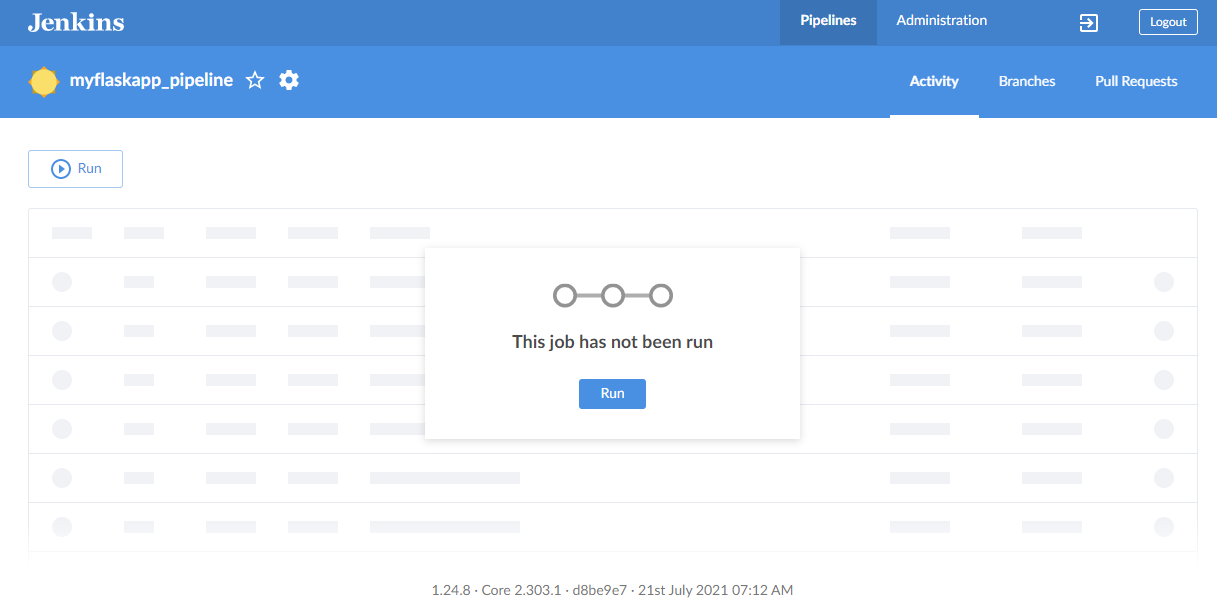 Jenkins
Pipelines
Administration
Logout
myflaskapp_pipeline
Activity
Branches
Pull Requests
Run
This job has not been run
Run
1.24.8 · Core 2.303.1 · d8be9e7 · 21st July 2021 07:12 AM